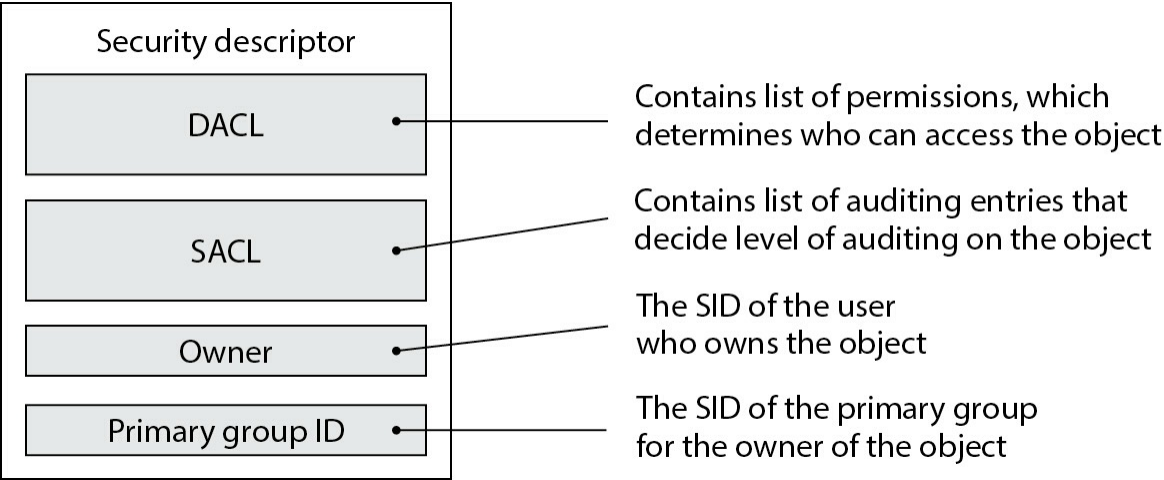 Security descriptor
DACL
Contains list of permissions, which
determines who can access the object
SACL
Contains list of auditing entries that
decide level of auditing on the object
Owner
The SID of the user
who owns the object
Primary group ID
The SID of the primary group
for the owner of the object